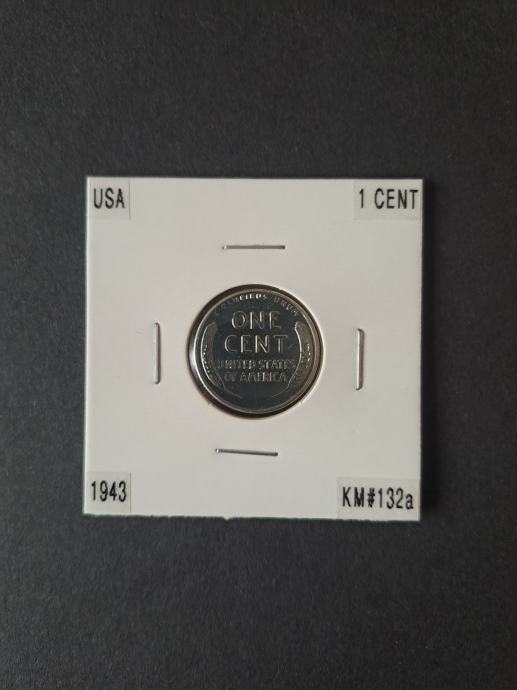 USA
1 CENT
E PLURIBUS UNUM
ONE
CENT
UNITED STATES
OF AMERICA
1943
KM#132a